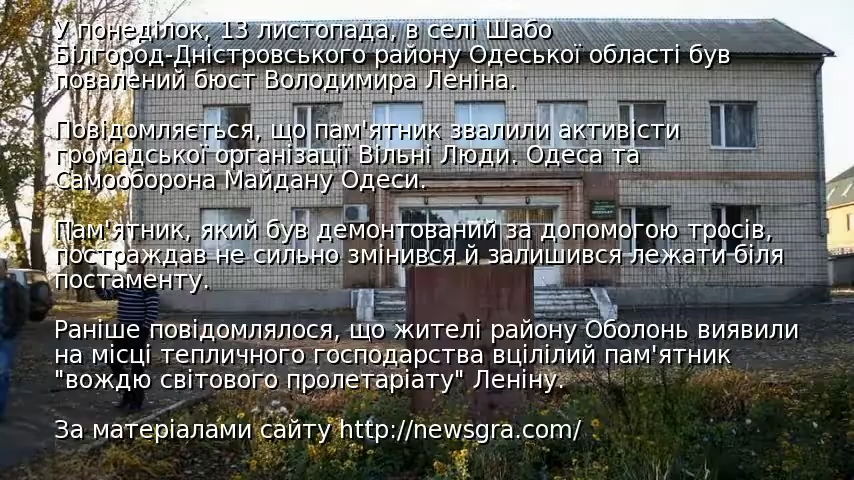 У понеділок, 13 листопада, в селі Шабо
Білгород-Дністровського району Одеської області був
повалений бюст Володимира Леніна.
Повідомляється, що пам'ятник звалили активісти
громадської організації Вільні Люди. Одеса та
Самооборона Майдану Одеси.
Пам'ятник, який був демонтований за допомогою тросів,
постраждав не сильно змінився й залишився лежати біля
постаменту.
Раніше повідомлялося, що жителі району Оболонь виявили
на місці тепличного господарства вцілілий пам'ятник
"вождю світового пролетаріату" Леніну.
За матеріалами сайту http://newsgra.com/